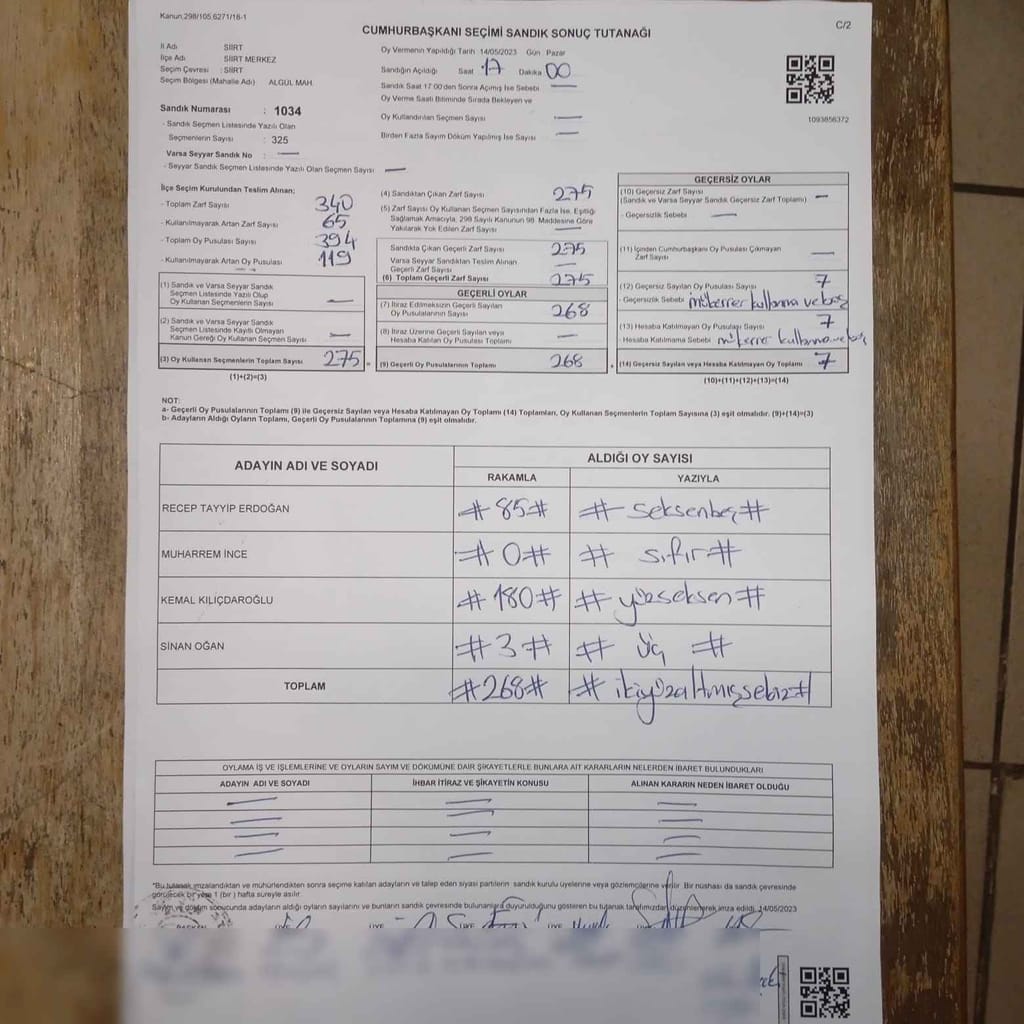 Kanun:298/105,6271/18-1
C/2
CUMHURBAŞKANI SEÇİMİ SANDIK SONUÇ TUTANAĞI
İl Adı SİİRT
İlçe Adı SİİRT MERKEZ
Seçim Çevresi :SİİRT
Seçim Bölgesi (Mahalle Adı) ALGÜL MAH.
Oy Vermenin Yapıldığı Tarih 14/05/2023 Gün Pazar
Sandığın Açıldığı Saat 17 Dakika 00
Sandık Saat 17.00'den Sonra Açılmış İse Sebebi —
Oy Verme Saati Bitiminde Sırada Bekleyen ve
Oy Kullandırılan Seçmen Sayısı —
Birden Fazla Sayım Döküm Yapılmış İse Sayısı —
1093856372
Sandık Numarası : 1034
- Sandık Seçmen Listesinde Yazılı Olan
Seçmenlerin Sayısı : 325
Varsa Seyyar Sandık No : —
- Seyyar Sandık Seçmen Listesinde Yazılı Olan Seçmen Sayısı —
İlçe Seçim Kurulundan Teslim Alınan;
- Toplam Zarf Sayısı 340
- Kullanılmayarak Artan Zarf Sayısı 65
- Toplam Oy Pusulası Sayısı 394
- Kullanılmayarak Artan Oy Pusulası 119
(1) Sandık ve Varsa Seyyar Sandık
Seçmen Listesinde Yazılı Olup
Oy Kullanan Seçmenlerin Sayısı —
(2) Sandık ve Varsa Seyyar Sandık
Seçmen Listesinde Kayıtlı Olmayan
Kanun Gereği Oy Kullanan Seçmenlerin Sayısı —
(3) Oy Kullanan Seçmenlerin Toplam Sayısı 275 =
(1)+(2)=(3)
(4) Sandıktan Çıkan Zarf Sayısı 275
(5) Zarf Sayısı Oy Kullanan Seçmen Sayısından Fazla İse, Eşitliği
Sağlamak Amacıyla, 298 Sayılı Kanunun 98. Maddesine Göre
Yakılarak Yok Edilen Zarf Sayısı —
Sandıkta Çıkan Geçerli Zarf Sayısı 275
Varsa Seyyar Sandıktan Teslim Alınan
Geçerli Zarf Sayısı —
(6) Toplam Geçerli Zarf Sayısı 275
GEÇERLİ OYLAR
(7) İtiraz Edilmeksizin Geçerli Sayılan
Oy Pusulalarının Sayısı 268
(8) İtiraz Üzerine Geçerli Sayılan veya
Hesaba Katılan Oy Pusulası Toplamı —
(9) Geçerli Oy Pusulalarının Toplamı 268 +
GEÇERSİZ OYLAR
(10) Geçersiz Zarf Sayısı
(Sandık ve Varsa Seyyar Sandık Geçersiz Zarf Toplamı) —
- Geçersizlik Sebebi —
(11) İçinden Cumhurbaşkanı Oy Pusulası Çıkmayan
Zarf Sayısı —
(12) Geçersiz Sayılan Oy Pusulası Sayısı 7
- Geçersizlik Sebebi mükerrer kullanma ve boş
(13) Hesaba Katılmayan Oy Pusulası Sayısı 7
- Hesaba Katılmama Sebebi mükerrer kullanma ve boş
(14) Geçersiz Sayılan veya Hesaba Katılmayan Oy Toplamı 7
(10)+(11)+(12)+(13)=(14)
NOT:
a- Geçerli Oy Pusulalarının Toplamı (9) ile Geçersiz Sayılan veya Hesaba Katılmayan Oy Toplamı (14) Toplamları, Oy Kullanan Seçmenlerin Toplam Sayısına (3) eşit olmalıdır. (9)+(14)=(3)
b- Adayların Aldığı Oyların Toplamı, Geçerli Oy Pusulalarının Toplamına (9) eşit olmalıdır.
ADAYIN ADI VE SOYADI ALDIĞI OY SAYISI
RAKAMLA YAZIYLA
RECEP TAYYİP ERDOĞAN #85# # seksenbeş #
MUHARREM İNCE #0# # sıfır #
KEMAL KILIÇDAROĞLU #180# # yüzseksen #
SİNAN OĞAN #3# # üç #
TOPLAM #268# # ikiyüzaltmışsekiz #
OYLAMA İŞ VE İŞLEMLERİNE VE OYLARIN SAYIM VE DÖKÜMÜNE DAİR ŞİKAYETLERLE BUNLARA AİT KARARLARIN NELERDEN İBARET BULUNDUKLARI
ADAYIN ADI VE SOYADI İHBAR İTİRAZ VE ŞİKAYETİN KONUSU ALINAN KARARIN NEDEN İBARET OLDUĞU
*Bu tutanak imzalandıktan ve mühürlendikten sonra seçime katılan adayların ve talep eden siyasi partilerin sandık kurulu üyelerine veya gözlemcilerine verilir. Bir nüshası da sandık çevresinde
görülecek bir yere 1 (bir) hafta süreyle asılır.
Sayım ve döküm sonucunda adayların aldığı oyların sayılarını ve bunların sandık çevresinde bulunanlara duyurulduğunu gösteren bu tutanak tarafımızdan düzenlenerek imza edildi. 14/05/2023